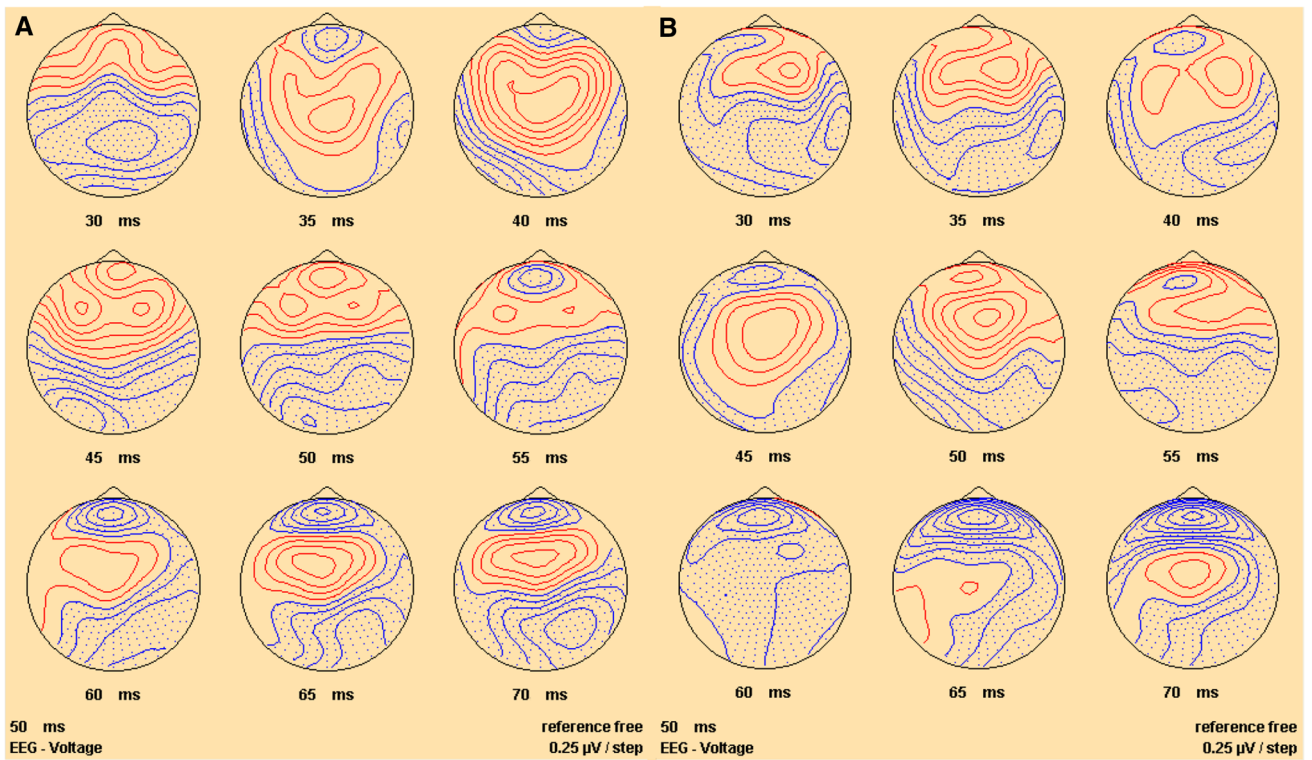 A
B
30 ms
35 ms
40 ms
30 ms
35 ms
40 ms
45 ms
50 ms
55 ms
45 ms
50 ms
55 ms
60 ms
65 ms
70 ms
60 ms
65 ms
70 ms
50 ms
reference free
50 ms
reference free
EEG - Voltage
0.25 µV / step
EEG - Voltage
0.25 µV / step